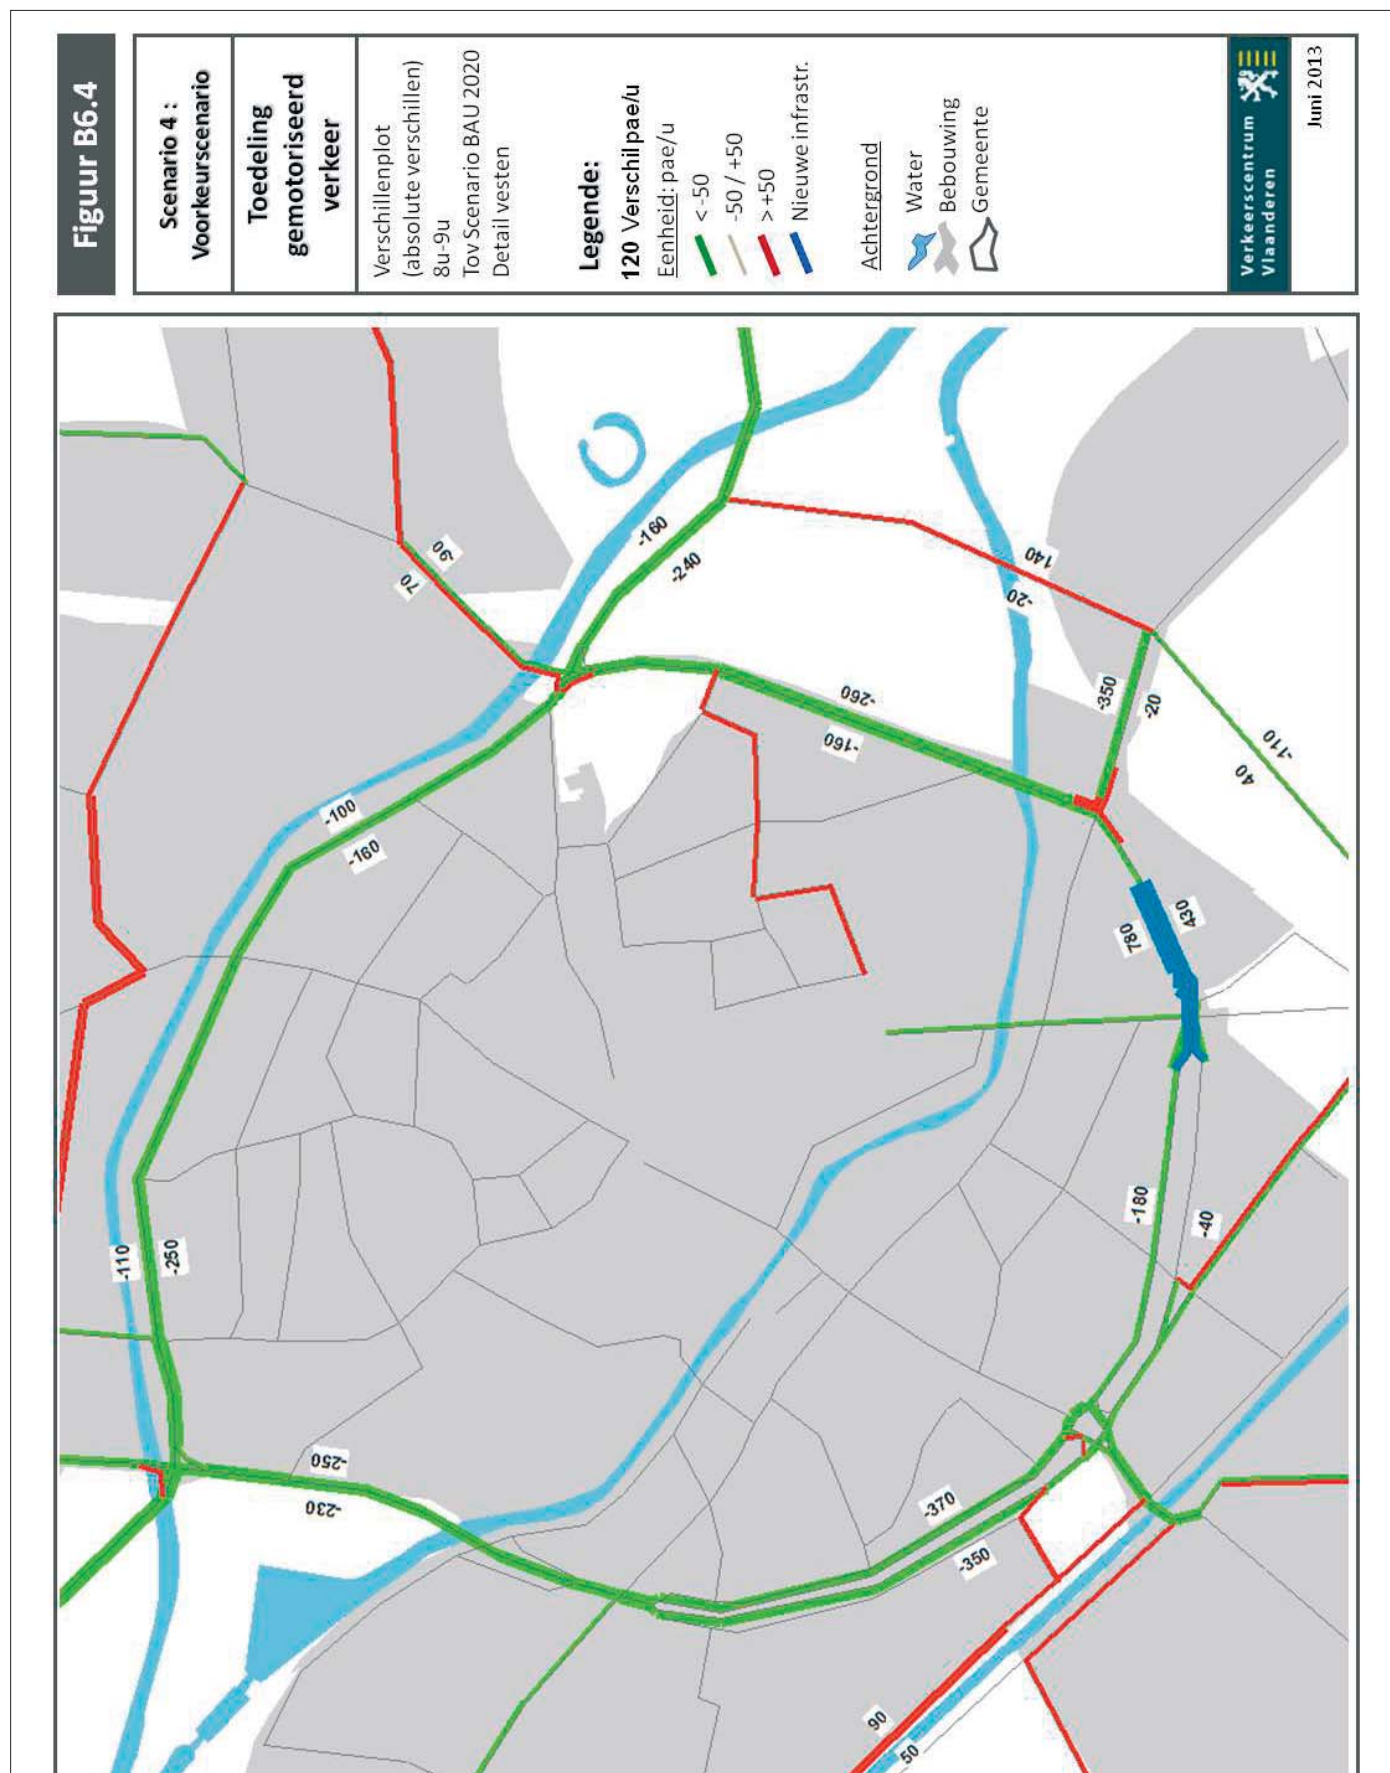 Figuur B6.4
Scenario 4 :
Voorkeurscenario
Toedeling
gemotoriseerd
verkeer
Verschillenplot
(absolute verschillen)
8u-9u
Tov Scenario BAU 2020
Detail vesten
Legende:
120 Verschil pae/u
Eenheid: pae/u
< -50
-50 / +50
> +50
Nieuwe infrastr.
Achtergrond
Water
Bebouwing
Gemeente
Verkeerscentrum
Vlaanderen
Juni 2013
-90
70
-160
-240
140
-20
-260
-160
-350
-20
-110
40
-100
-160
780
430
-110
-250
-180
-40
-250
-230
-370
-350
90
50